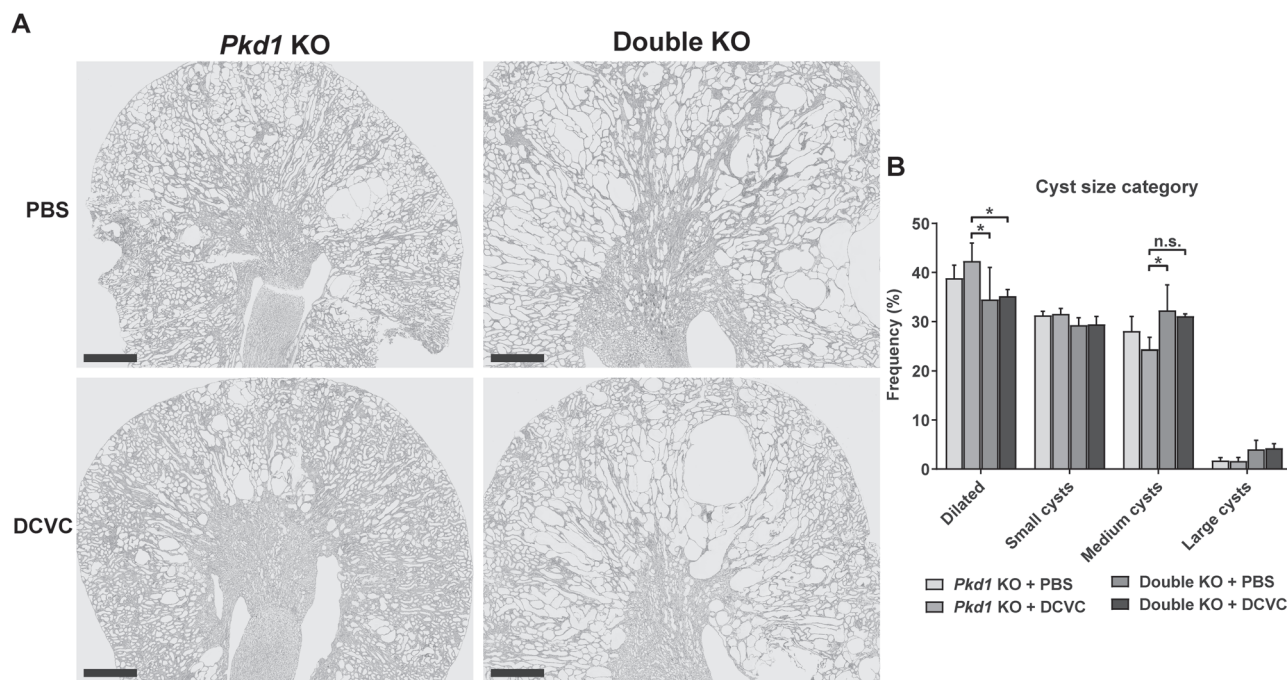 A
Pkd1 KO
Double KO
PBS
DCVC
B
Cyst size category
Frequency (%)
50
40
30
20
10
0
*
*
n.s.
*
Dilated
Small cysts
Medium cysts
Large cysts
Pkd1 KO + PBS
Double KO + PBS
Pkd1 KO + DCVC
Double KO + DCVC